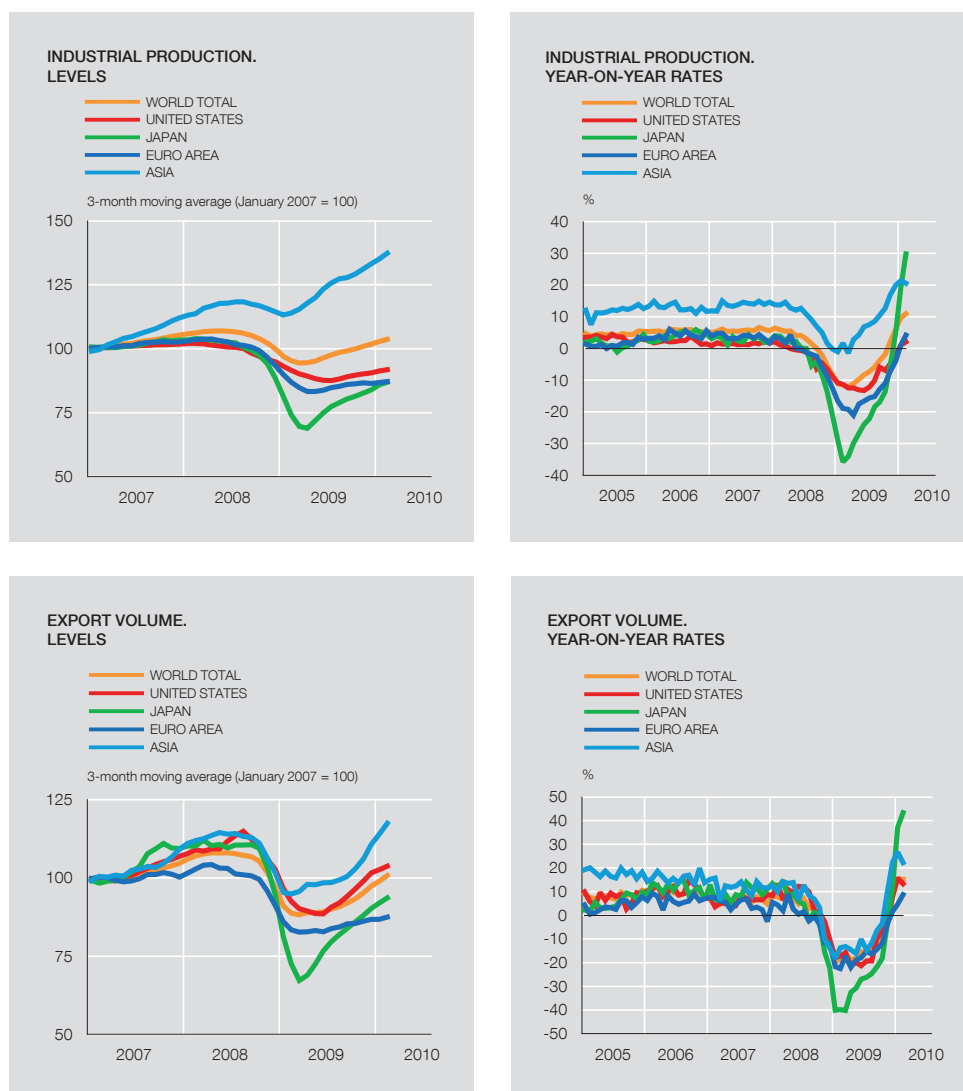 INDUSTRIAL PRODUCTION.
LEVELS
WORLD TOTAL
UNITED STATES
JAPAN
EURO AREA
ASIA
3-month moving average (January 2007 = 100)
150
125
100
75
50
2007 2008 2009 2010
INDUSTRIAL PRODUCTION.
YEAR-ON-YEAR RATES
WORLD TOTAL
UNITED STATES
JAPAN
EURO AREA
ASIA
%
40
30
20
10
0
-10
-20
-30
-40
2005 2006 2007 2008 2009 2010
EXPORT VOLUME.
LEVELS
WORLD TOTAL
UNITED STATES
JAPAN
EURO AREA
ASIA
3-month moving average (January 2007 = 100)
125
100
75
50
2007 2008 2009 2010
EXPORT VOLUME.
YEAR-ON-YEAR RATES
WORLD TOTAL
UNITED STATES
JAPAN
EURO AREA
ASIA
%
50
40
30
20
10
0
-10
-20
-30
-40
-50
2005 2006 2007 2008 2009 2010